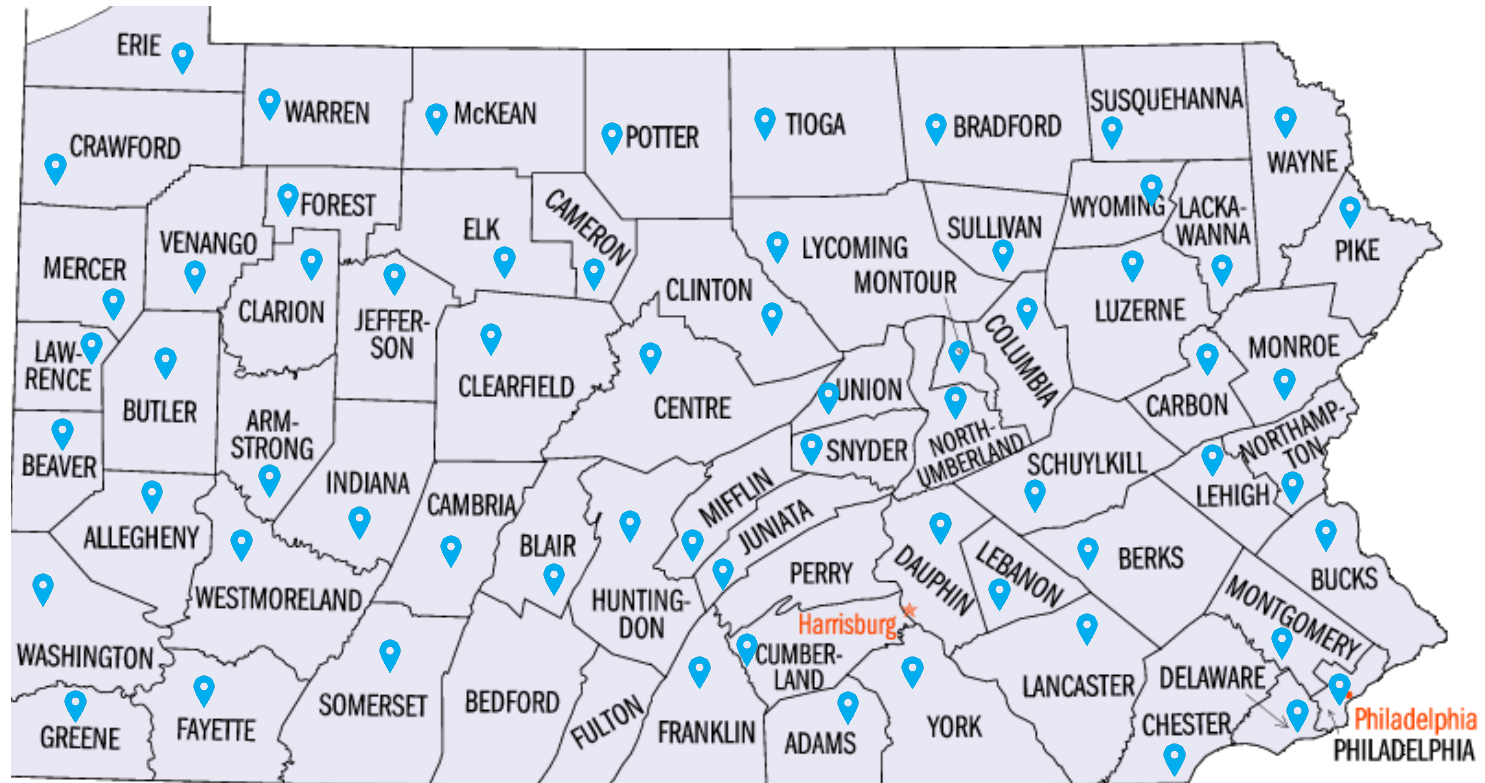 ERIE
WARREN
McKEAN
POTTER
TIOGA
BRADFORD
SUSQUEHANNA
WAYNE
CRAWFORD
FOREST
VENANGO
ELK
CAMERON
LYCOMING
SULLIVAN
WYOMING
LACKA-
WANNA
PIKE
MERCER
CLARION
JEFFER-
SON
CLINTON
MONTOUR
COLUMBIA
LUZERNE
MONROE
LAW-
RENCE
BUTLER
CLEARFIELD
CENTRE
UNION
CARBON
ARM-
STRONG
SNYDER
NORTH-
UMBERLAND
SCHUYLKILL
NORTHAMP-
TON
BEAVER
INDIANA
CAMBRIA
MIFFLIN
LEHIGH
ALLEGHENY
BLAIR
JUNIATA
PERRY
DAUPHIN
LEBANON
BERKS
BUCKS
WESTMORELAND
HUNTING-
DON
Harrisburg
MONTGOMERY
WASHINGTON
SOMERSET
BEDFORD
FULTON
FRANKLIN
CUMBER-
LAND
LANCASTER
DELAWARE
GREENE
FAYETTE
ADAMS
YORK
CHESTER
Philadelphia
PHILADELPHIA